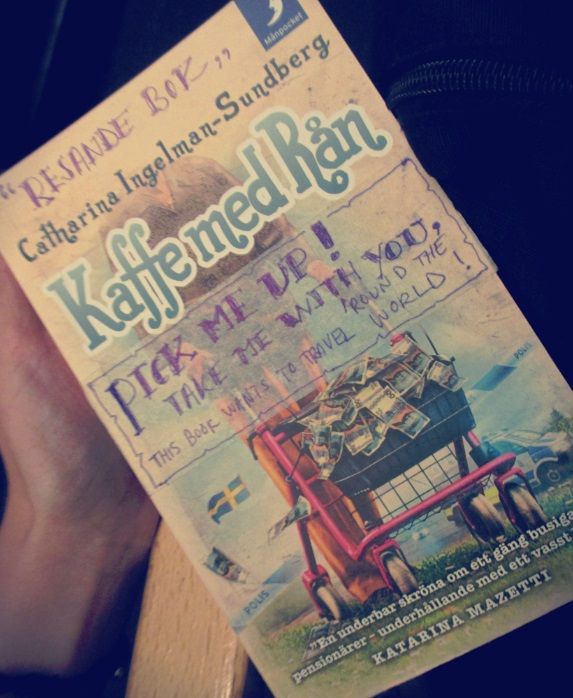 Månpocket
"RESANDE BOK"
Catharina Ingelman-Sundberg
Kaffe med Rån
PICK ME UP!
TAKE ME WITH YOU,
THIS BOOK WANTS TO TRAVEL 'ROUND THE
WORLD!
POLIS
POLIS
"En underbar skröna om ett gäng busiga
pensionärer – underhållande med ett vasst
KATARINA MAZETTI